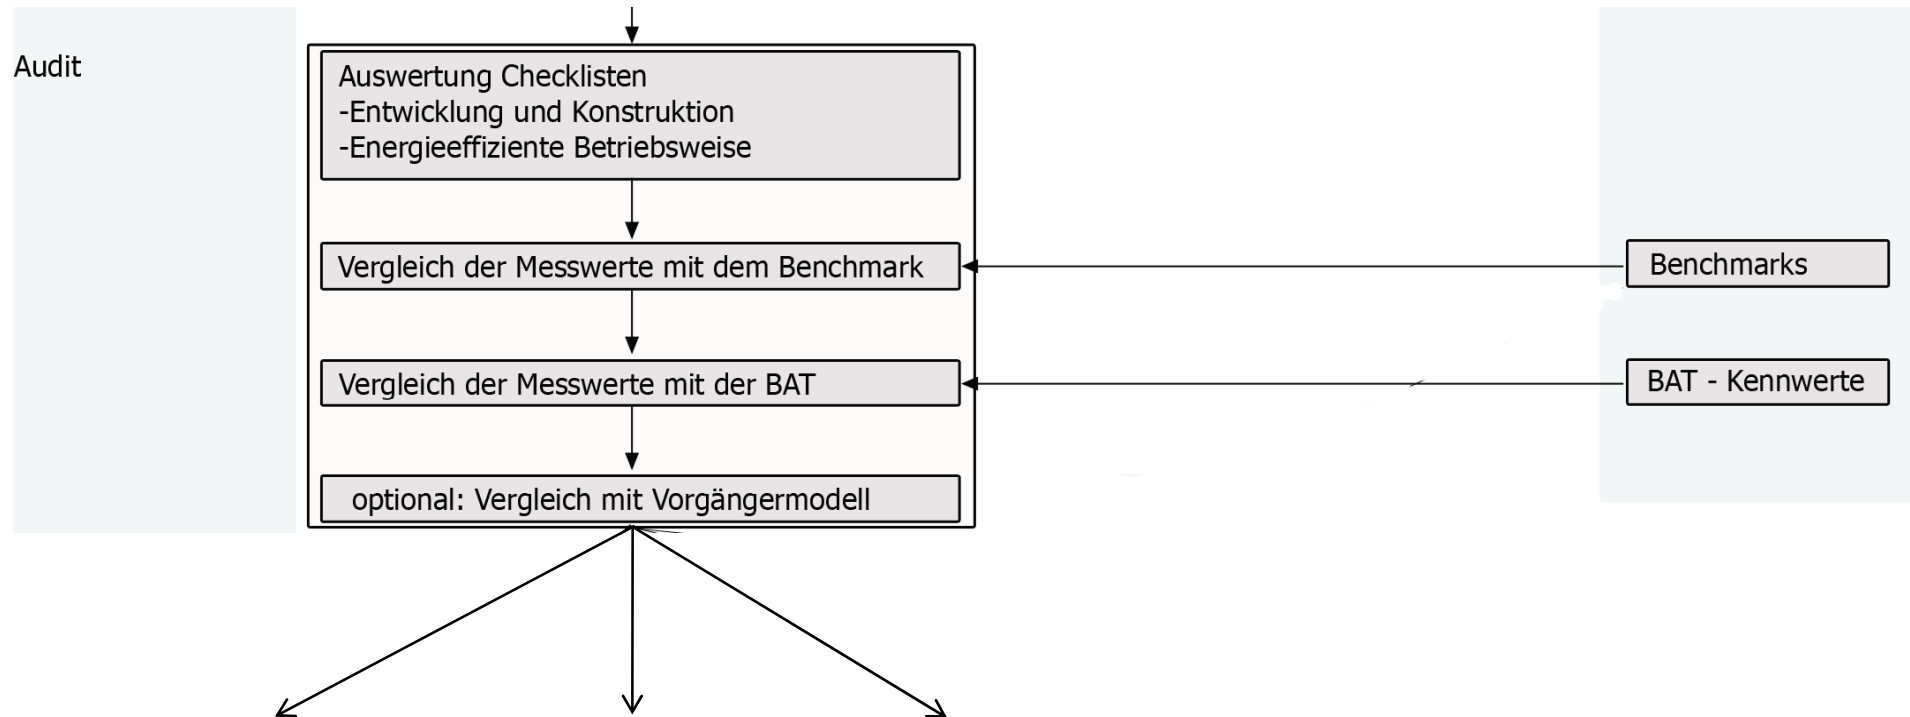 Audit
Auswertung Checklisten
-Entwicklung und Konstruktion
-Energieeffiziente Betriebsweise
Vergleich der Messwerte mit dem Benchmark
Benchmarks
Vergleich der Messwerte mit der BAT
BAT - Kennwerte
optional: Vergleich mit Vorgängermodell